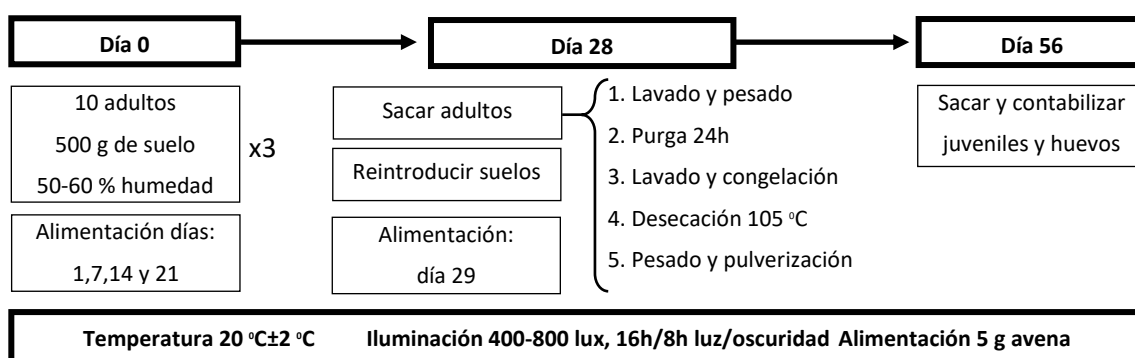 Día 0
Día 28
Día 56
10 adultos
500 g de suelo
50-60 % humedad
x3
Alimentación días:
1,7,14 y 21
Sacar adultos
Reintroducir suelos
Alimentación:
día 29
1. Lavado y pesado
2. Purga 24h
3. Lavado y congelación
4. Desecación 105 ºC
5. Pesado y pulverización
Sacar y contabilizar
juveniles y huevos
Temperatura 20 ºC±2 ºC Iluminación 400-800 lux, 16h/8h luz/oscuridad Alimentación 5 g avena